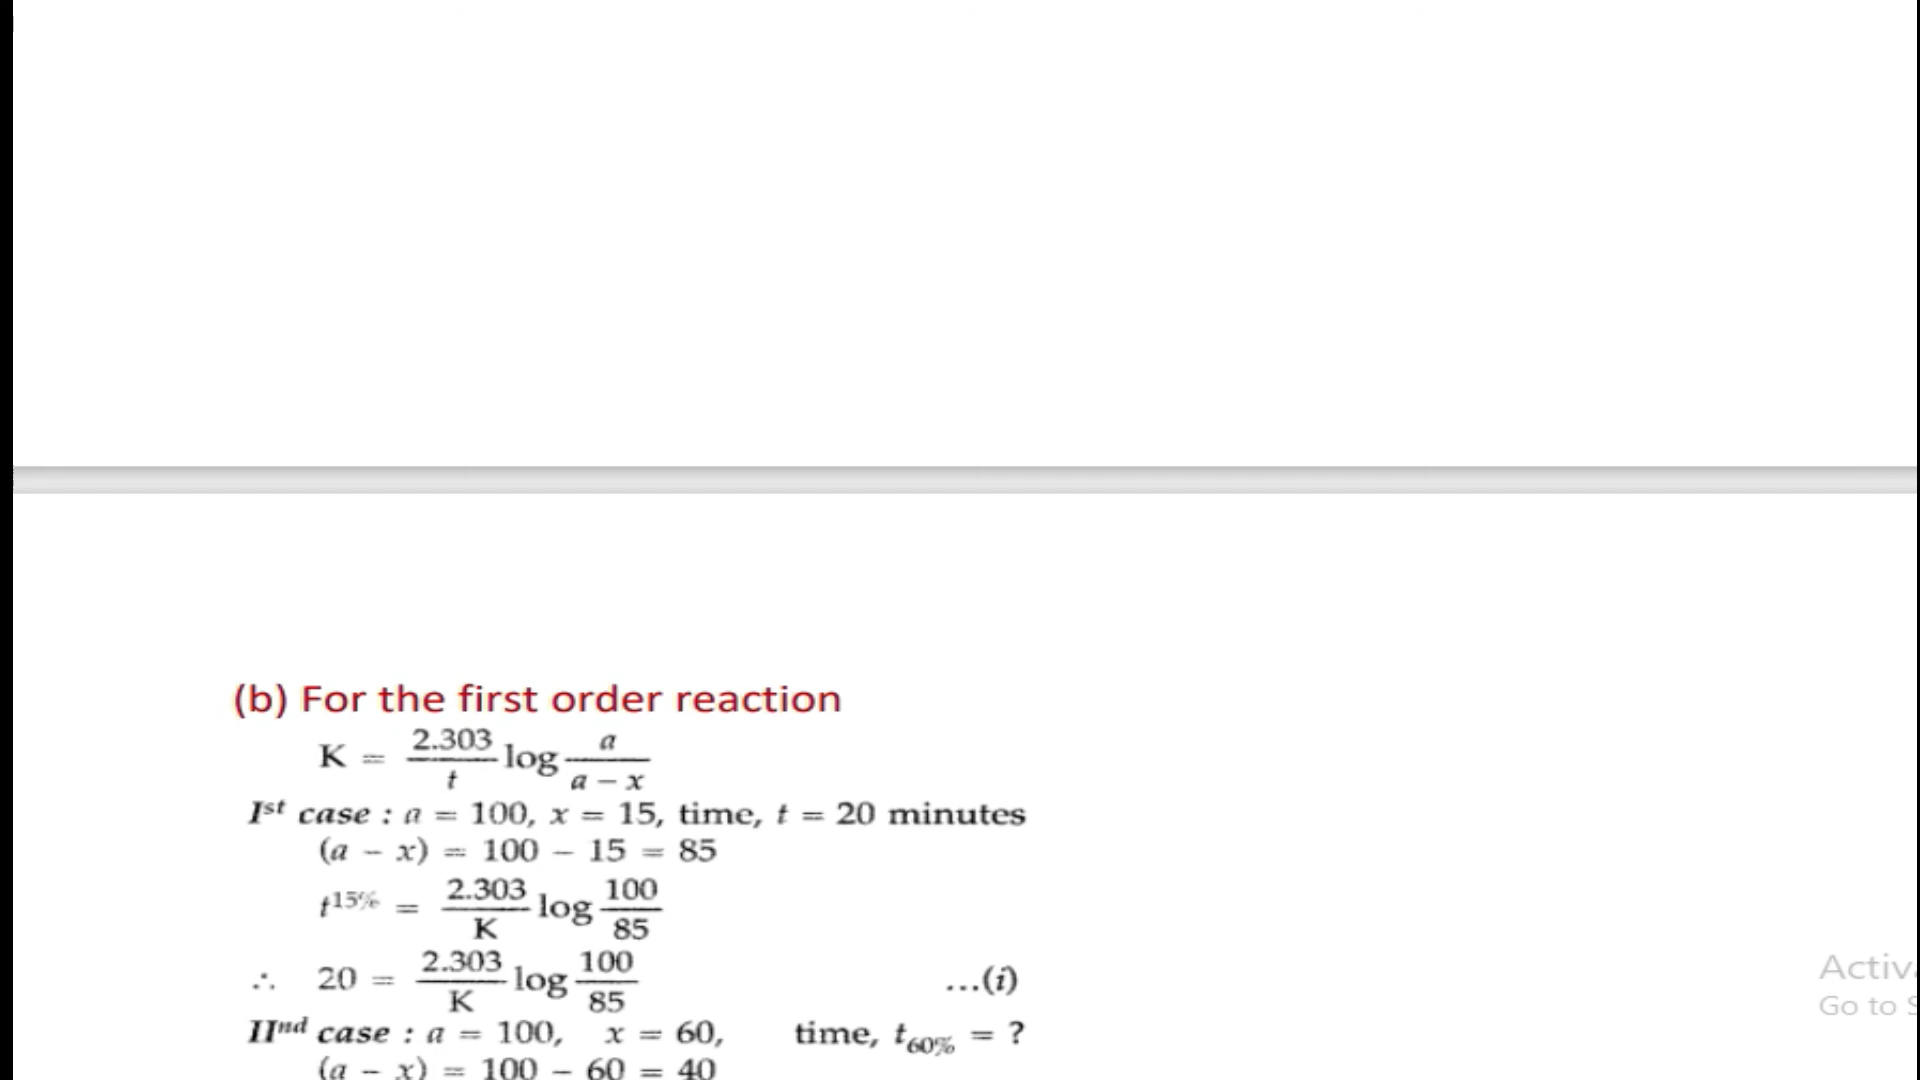 (b) For the first order reaction
K = 2.303/t log a/a − x
Ist case : a = 100, x = 15, time, t = 20 minutes
(a − x) = 100 − 15 = 85
t15% = 2.303/K log 100/85
∴ 20 = 2.303/K log 100/85 ...(i)
IInd case : a = 100, x = 60, time, t60% = ?
(a − x) = 100 − 60 = 40
Activ
Go to S